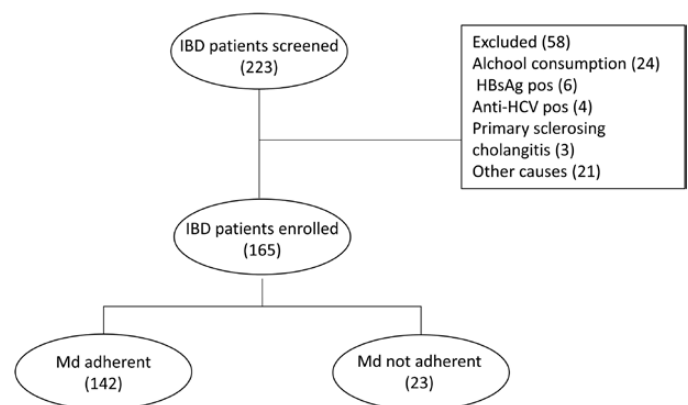 IBD patients screened
(223)
Excluded (58)
Alchool consumption (24)
HBsAg pos (6)
Anti-HCV pos (4)
Primary sclerosing
cholangitis (3)
Other causes (21)
IBD patients enrolled
(165)
Md adherent
(142)
Md not adherent
(23)